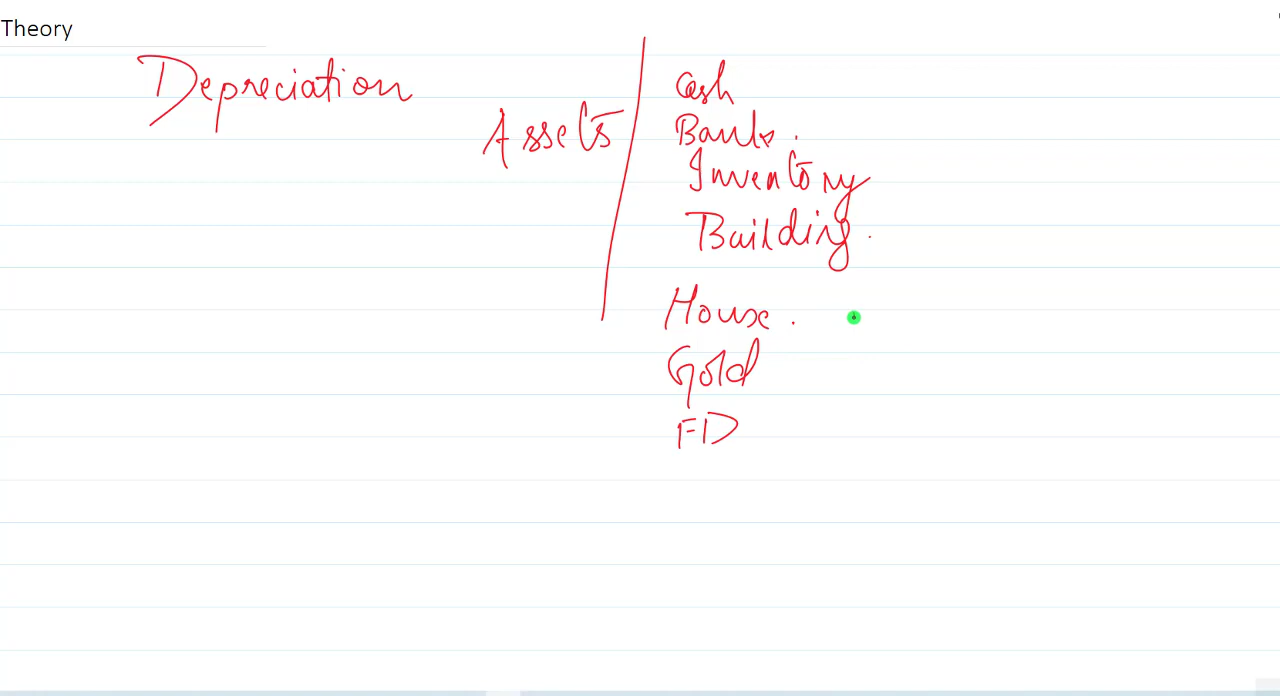 Theory
Depreciation
Assets
Cash
Bank.
Inventory
Building.
House.
Gold
FD